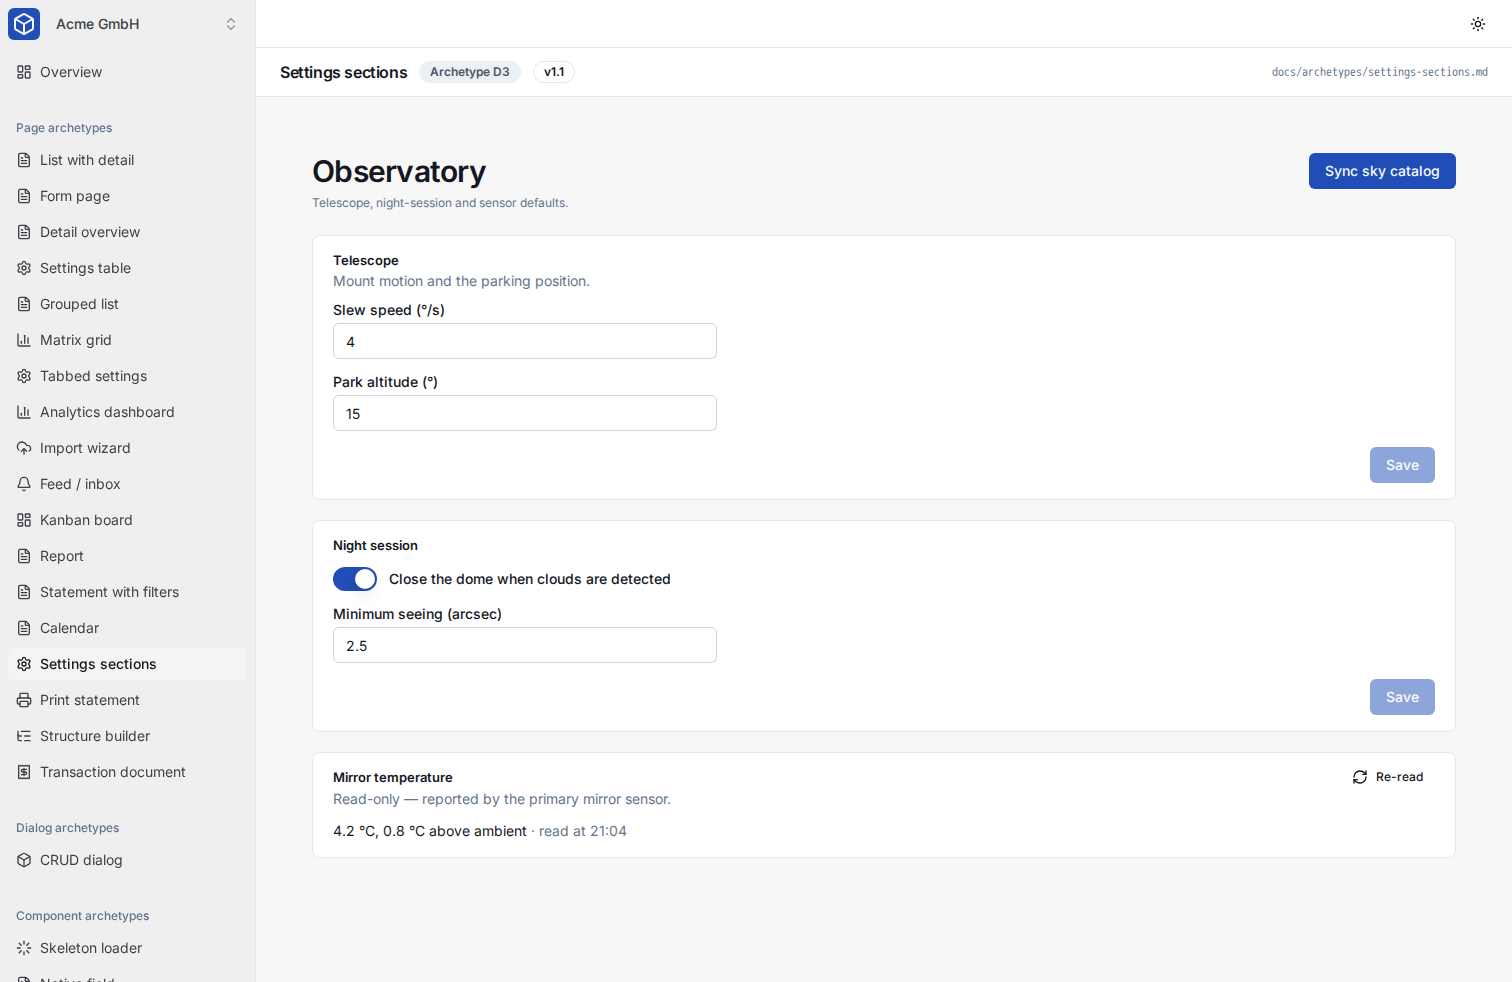 Acme GmbH
Overview
Page archetypes
List with detail
Form page
Detail overview
Settings table
Grouped list
Matrix grid
Tabbed settings
Analytics dashboard
Import wizard
Feed / inbox
Kanban board
Report
Statement with filters
Calendar
Settings sections
Print statement
Structure builder
Transaction document
Dialog archetypes
CRUD dialog
Component archetypes
Skeleton loader
Native field
Settings sections
Archetype D3
v1.1
docs/archetypes/settings-sections.md
Observatory
Sync sky catalog
Telescope, night-session and sensor defaults.
Telescope
Mount motion and the parking position.
Slew speed (°/s)
4
Park altitude (°)
15
Save
Night session
Close the dome when clouds are detected
Minimum seeing (arcsec)
2.5
Save
Mirror temperature
Re-read
Read-only — reported by the primary mirror sensor.
4.2 °C, 0.8 °C above ambient · read at 21:04